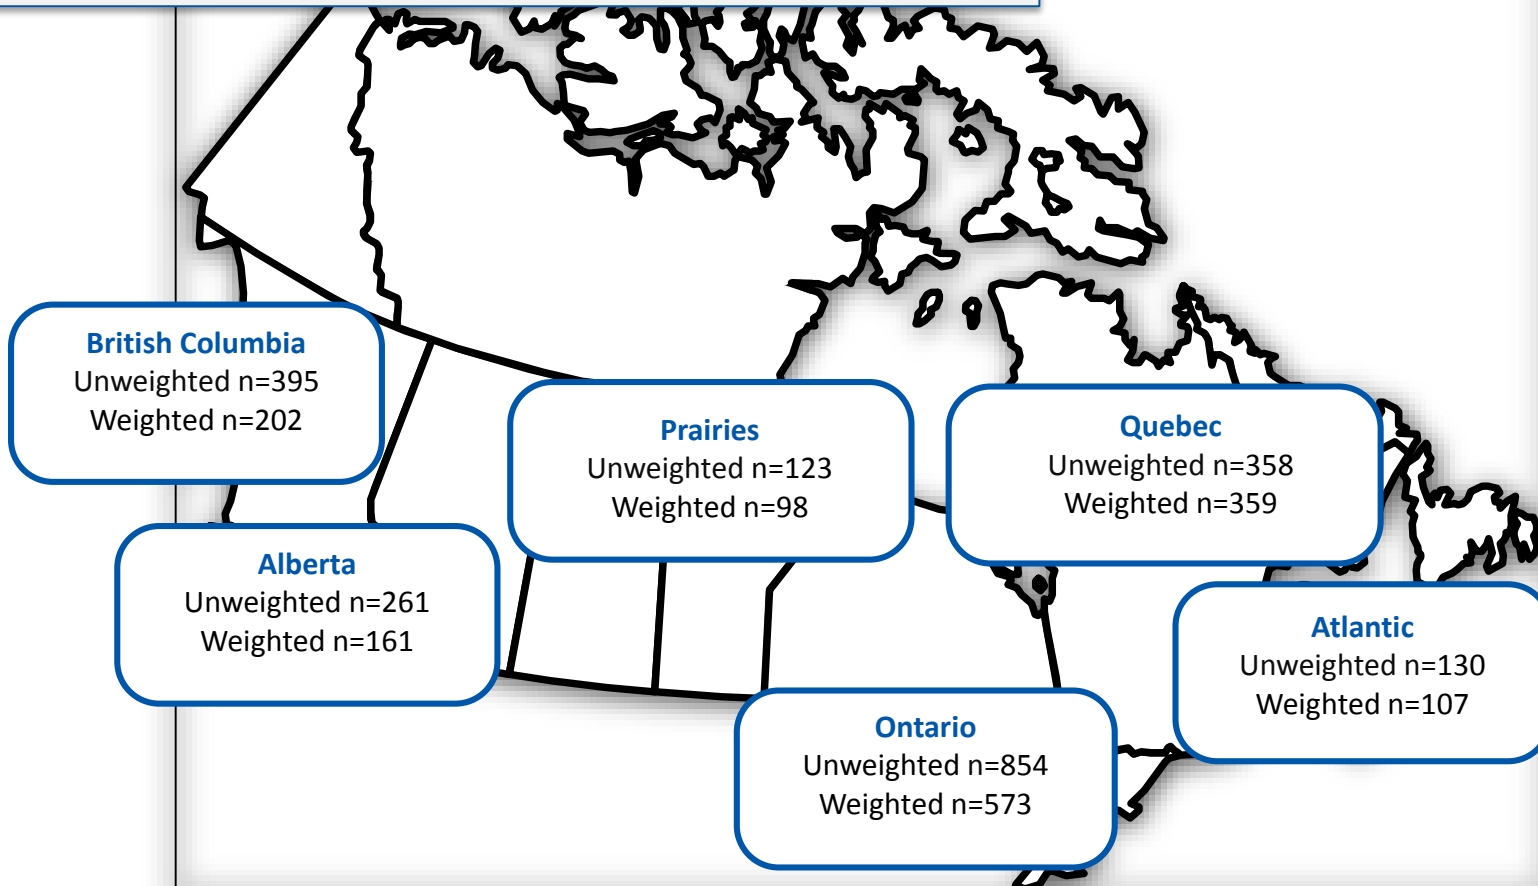 British Columbia
Unweighted n=395
Weighted n=202
Prairies
Unweighted n=123
Weighted n=98
Quebec
Unweighted n=358
Weighted n=359
Alberta
Unweighted n=261
Weighted n=161
Atlantic
Unweighted n=130
Weighted n=107
Ontario
Unweighted n=854
Weighted n=573